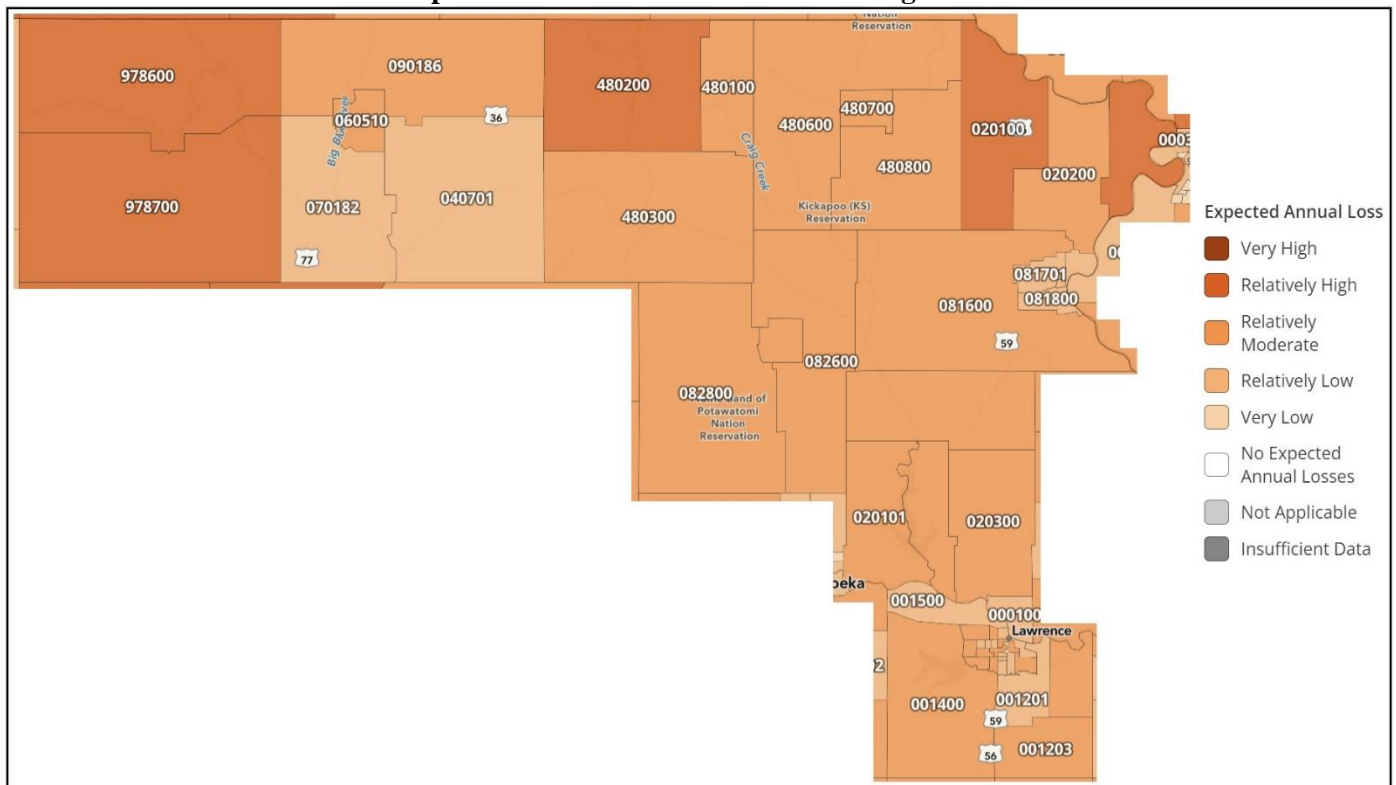 Nation
Reservation
978600
090186
480200
480100
480700
060510
36
480600
020100
Big Blue River
Craig Creek
480800
020200
978700
070182
040701
480300
Kickapoo (KS)
Reservation
77
081701
081800
081600
59
082600
082800
Potawatomi
Nation
Reservation
020101
020300
001500
000100
Lawrence
001400
001201
59
56
001203
Expected Annual Loss
Very High
Relatively High
Relatively
Moderate
Relatively Low
Very Low
No Expected
Annual Losses
Not Applicable
Insufficient Data